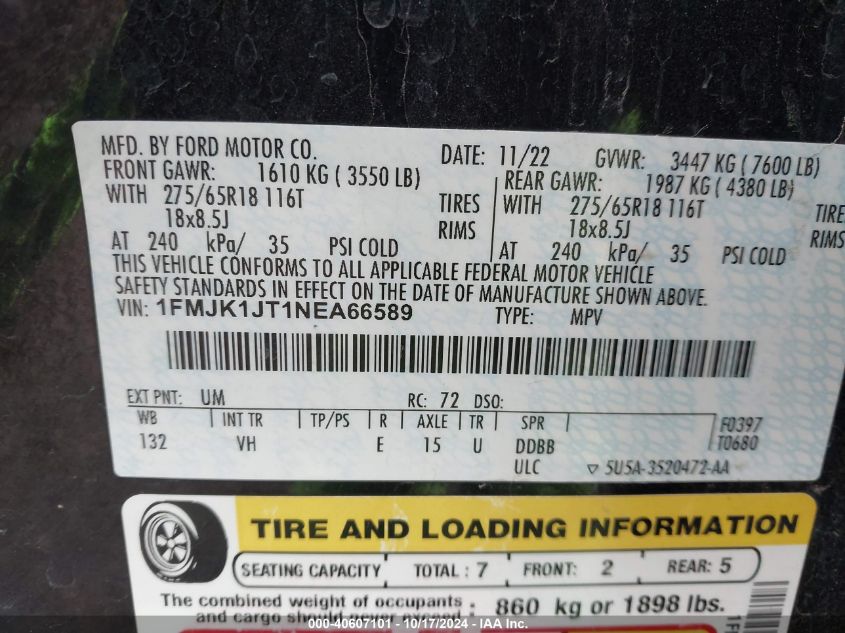 MFD. BY FORD MOTOR CO. DATE: 11/22 GVWR: 3447 KG ( 7600 LB)
FRONT GAWR: 1610 KG ( 3550 LB) REAR GAWR: 1987 KG ( 4380 LB)
WITH 275/65R18 116T TIRES WITH 275/65R18 116T TIRE
18x8.5J RIMS 18x8.5J RIMS
AT 240 kPa/ 35 PSI COLD AT 240 kPa/ 35 PSI COLD
THIS VEHICLE CONFORMS TO ALL APPLICABLE FEDERAL MOTOR VEHICLE
SAFETY STANDARDS IN EFFECT ON THE DATE OF MANUFACTURE SHOWN ABOVE.
VIN: 1FMJK1JT1NEA66589 TYPE: MPV
EXT PNT: UM RC: 72 DSO:
WB INT TR TP/PS R AXLE TR SPR F0397
132 VH E 15 U DDBB T0680
ULC ▽ 5U5A-3520472-AA
TIRE AND LOADING INFORMATION
SEATING CAPACITY TOTAL : 7 FRONT: 2 REAR: 5
The combined weight of occupants : 860 kg or 1898 lbs.
and cargo should never exceed
000-40607101 - 10/17/2024 - IAA Inc.